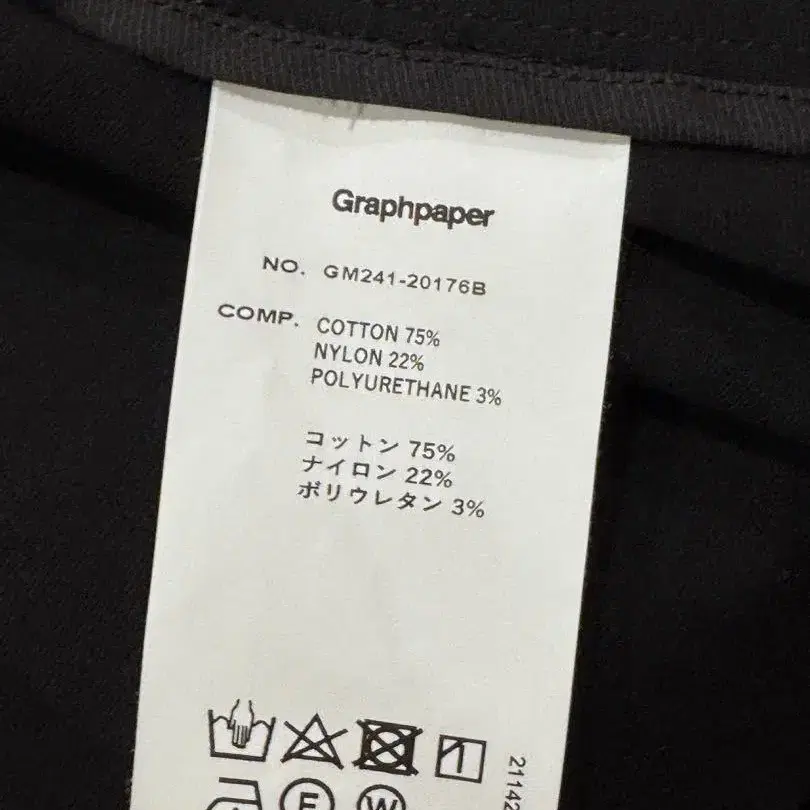 Graphpaper
NO. GM241-20176B
COMP. COTTON 75%
NYLON 22%
POLYURETHANE 3%
コットン 75%
ナイロン 22%
ポリウレタン 3%
F W